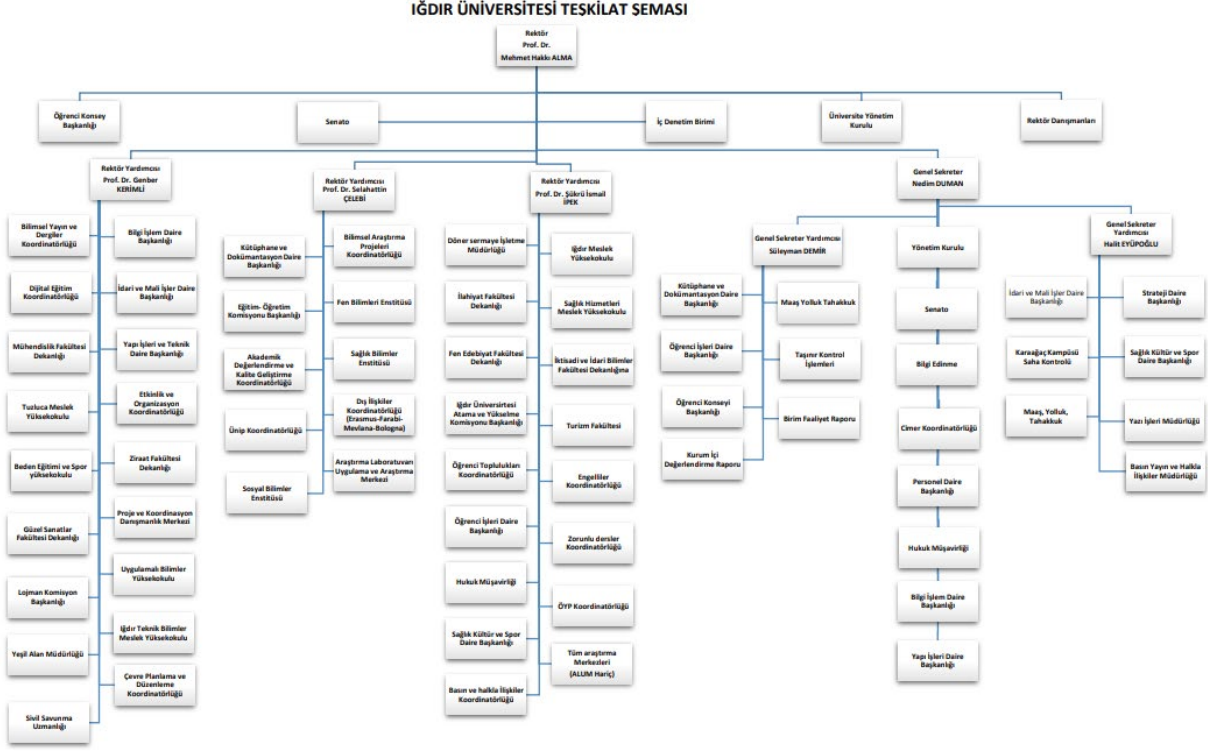 IĞDIR ÜNİVERSİTESİ TEŞKİLAT ŞEMASI
Rektör
Prof. Dr.
Mehmet Hakkı ALMA
Öğrenci Konsey
Başkanlığı
Senato
İç Denetim Birimi
Üniversite Yönetim
Kurulu
Rektör Danışmanları
Rektör Yardımcısı
Prof. Dr. Genber
KERİMLİ
Bilimsel Yayın ve
Dergiler
Koordinatörlüğü
Bilgi İşlem Daire
Başkanlığı
Dijital Eğitim
Koordinatörlüğü
İdari ve Mali İşler Daire
Başkanlığı
Mühendislik Fakültesi
Dekanlığı
Yapı İşleri ve Teknik
Daire Başkanlığı
Tuzluca Meslek
Yüksekokulu
Etkinlik ve
Organizasyon
Koordinatörlüğü
Beden Eğitimi ve Spor
yüksekokulu
Ziraat Fakültesi
Dekanlığı
Güzel Sanatlar
Fakültesi Dekanlığı
Proje ve Koordinasyon
Danışmanlık Merkezi
Lojman Komisyon
Başkanlığı
Uygulamalı Bilimler
Yüksekokulu
Yeşil Alan Müdürlüğü
Iğdır Teknik Bilimler
Meslek Yüksekokulu
Sivil Savunma
Uzmanlığı
Çevre Planlama ve
Düzenleme
Koordinatörlüğü
Rektör Yardımcısı
Prof. Dr. Selahattin
ÇELEBİ
Kütüphane ve
Dokümantasyon Daire
Başkanlığı
Bilimsel Araştırma
Projeleri
Koordinatörlüğü
Eğitim- Öğretim
Komisyonu Başkanlığı
Fen Bilimleri Enstitüsü
Akademik
Değerlendirme ve
Kalite Geliştirme
Koordinatörlüğü
Sağlık Bilimler
Enstitüsü
Ünip Koordinatörlüğü
Dış İlişkiler
Koordinatörlüğü
(Erasmus-Farabi-
Mevlana-Bologna)
Sosyal Bilimler
Enstitüsü
Araştırma Laboratuvarı
Uygulama ve Araştırma
Merkezi
Rektör Yardımcısı
Prof. Dr. Şükrü İsmail
İPEK
Döner sermaye İşletme
Müdürlüğü
Iğdır Meslek
Yüksekokulu
İlahiyat Fakültesi
Dekanlığı
Sağlık Hizmetleri
Meslek Yüksekokulu
Fen Edebiyat Fakültesi
Dekanlığı
İktisadi ve İdari Bilimler
Fakültesi Dekanlığına
Iğdır Üniversirtesi
Atama ve Yükselme
Komisyonu Başkanlığı
Turizm Fakültesi
Öğrenci Toplulukları
Koordinatörlüğü
Engelliler
Koordinatörlüğü
Öğrenci İşleri Daire
Başkanlığı
Zorunlu dersler
Koordinatörlüğü
Hukuk Müşavirliği
ÖYP Koordinatörlüğü
Sağlık Kültür ve Spor
Daire Başkanlığı
Tüm araştırma
Merkezleri
(ALUM Hariç)
Basın ve halkla İlişkiler
Koordinatörlüğü
Genel Sekreter
Nedim DUMAN
Genel Sekreter Yardımcısı
Süleyman DEMİR
Kütüphane ve
Dokümantasyon Daire
Başkanlığı
Maaş Yolluk Tahakkuk
Öğrenci İşleri Daire
Başkanlığı
Taşınır Kontrol
İşlemleri
Öğrenci Konseyi
Başkanlığı
Birim Faaliyet Raporu
Kurum İçi
Değerlendirme Raporu
Yönetim Kurulu
Senato
Bilgi Edinme
Cimer Koordinatörlüğü
Personel Daire
Başkanlığı
Hukuk Müşavirliği
Bilgi İşlem Daire
Başkanlığı
Yapı İşleri Daire
Başkanlığı
Genel Sekreter
Yardımcısı
Halit EYÜPOĞLU
İdari ve Mali İşler Daire
Başkanlığı
Strateji Daire
Başkanlığı
Karaağaç Kampüsü
Saha Kontrolü
Sağlık Kültür ve Spor
Daire Başkanlığı
Maaş, Yolluk,
Tahakkuk
Yazı İşleri Müdürlüğü
Basın Yayın ve Halkla
İlişkiler Müdürlüğü